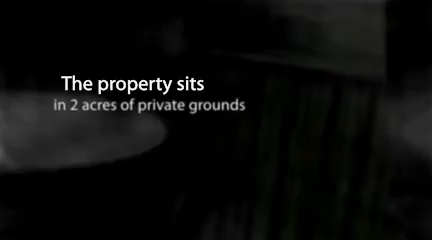 The property sits
in 2 acres of private grounds